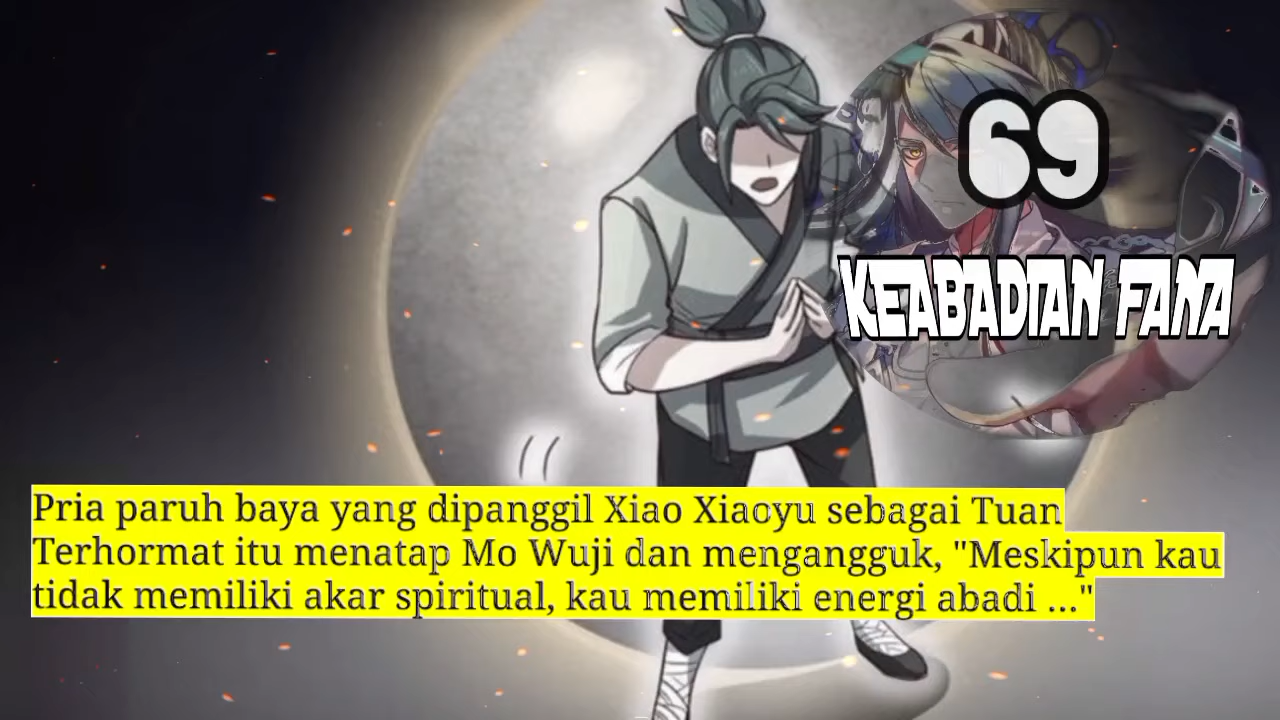 69
KEABADIAN FANA
Pria paruh baya yang dipanggil Xiao Xiaoyu sebagai Tuan
Terhormat itu menatap Mo Wuji dan mengangguk, "Meskipun kau
tidak memiliki akar spiritual, kau memiliki energi abadi ..."